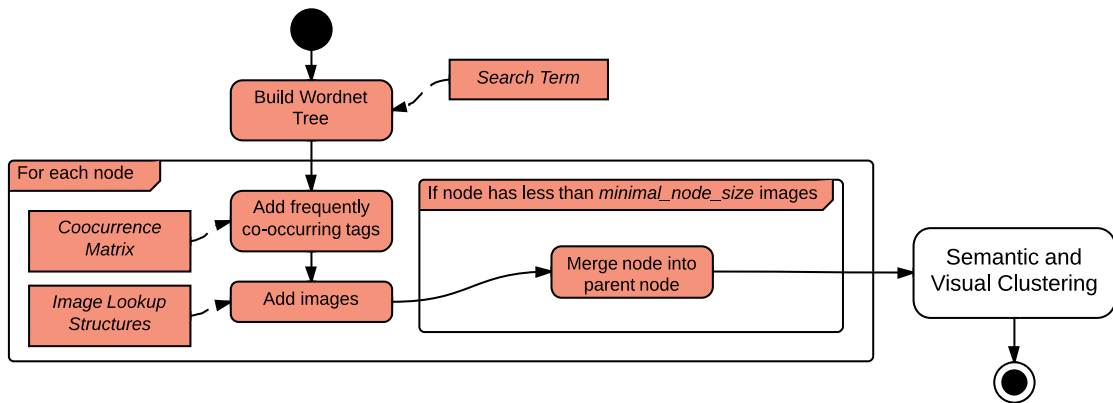 Search Term
Build Wordnet
Tree
For each node
If node has less than minimal_node_size images
Add frequently
co-occurring tags
Coocurrence
Matrix
Semantic and
Visual Clustering
Merge node into
parent node
Image Lookup
Structures
Add images